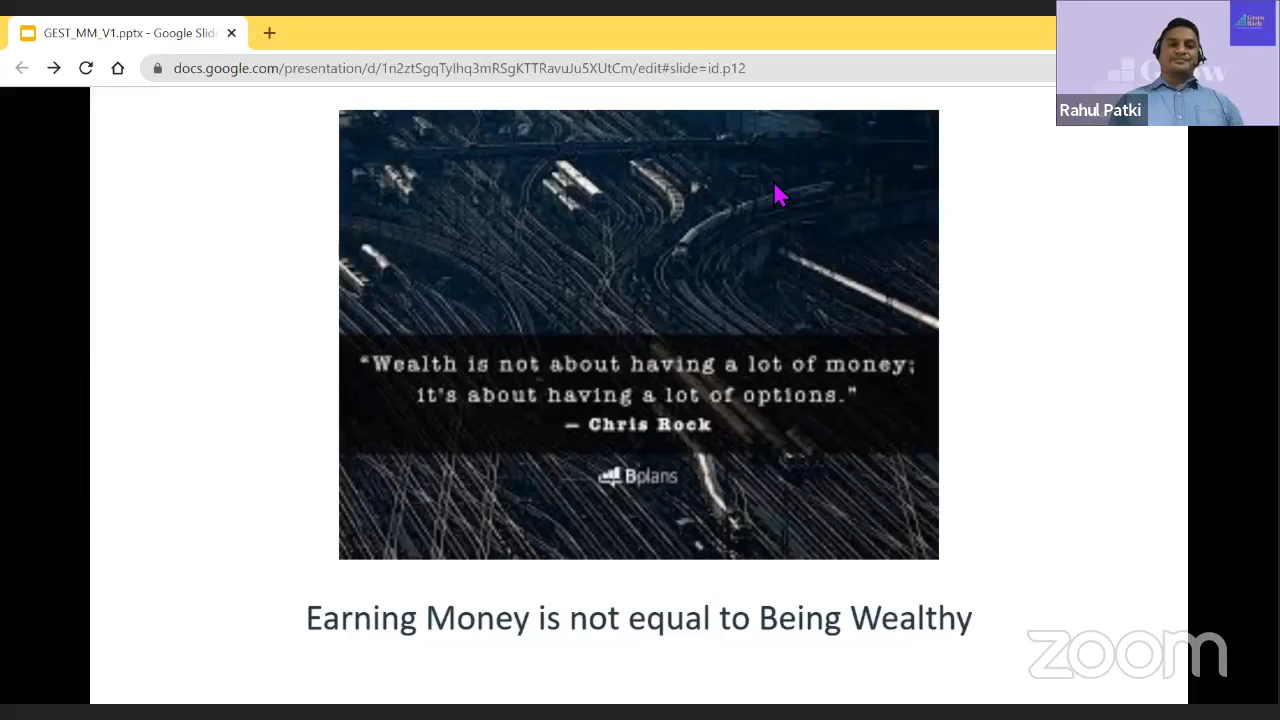 GEST_MM_V1.pptx - Google Slid
docs.google.com/presentation/d/1n2ztSgqTylhq3mRSgKTTRavuJu5XUtCm/edit#slide=id.p12
Grow
Rich
Rahul Patki
“Wealth is not about having a lot of money;
it's about having a lot of options.”
— Chris Rock
Bplans
Earning Money is not equal to Being Wealthy
zoom